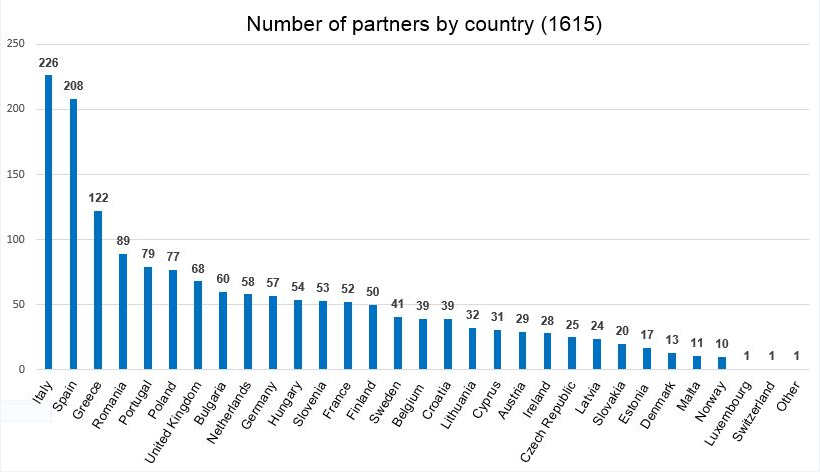 Number of partners by country (1615)
250
200
150
100
50
0
226
208
122
89
79
77
68
60
58
57
54
53
52
50
41
39
39
32
31
29
28
25
24
20
17
13
11
10
1
1
1
Italy
Spain
Greece
Romania
Portugal
Poland
United Kingdom
Bulgaria
Netherlands
Germany
Hungary
Slovenia
France
Finland
Sweden
Belgium
Croatia
Lithuania
Cyprus
Austria
Ireland
Czech Republic
Latvia
Slovakia
Estonia
Denmark
Malta
Norway
Luxembourg
Switzerland
Other